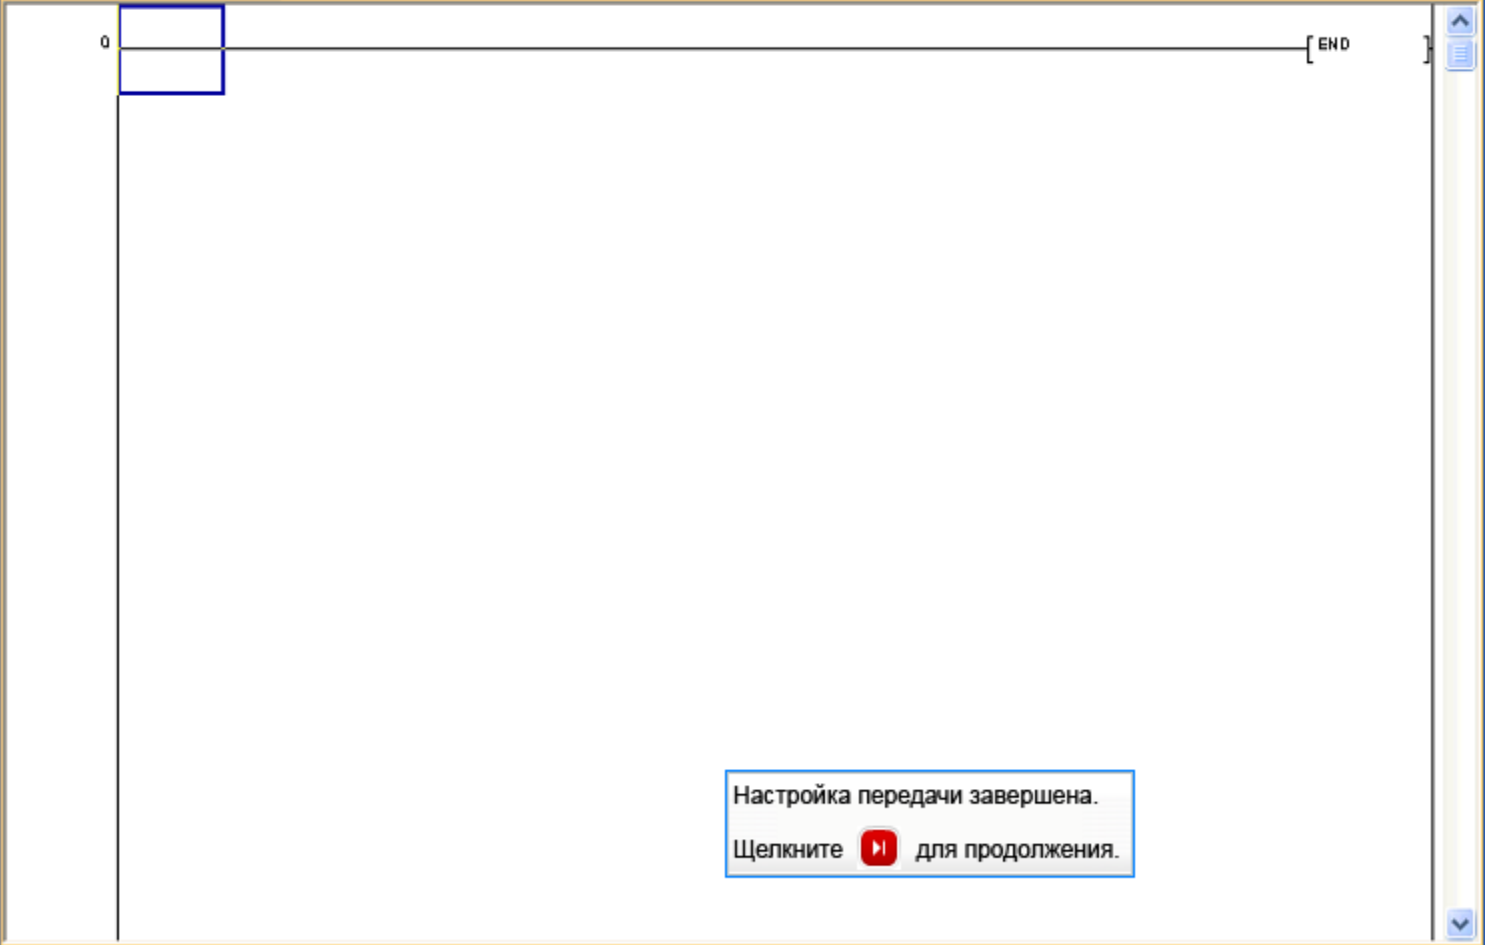 0 [ END ]
Настройка передачи завершена.
Щелкните для продолжения.